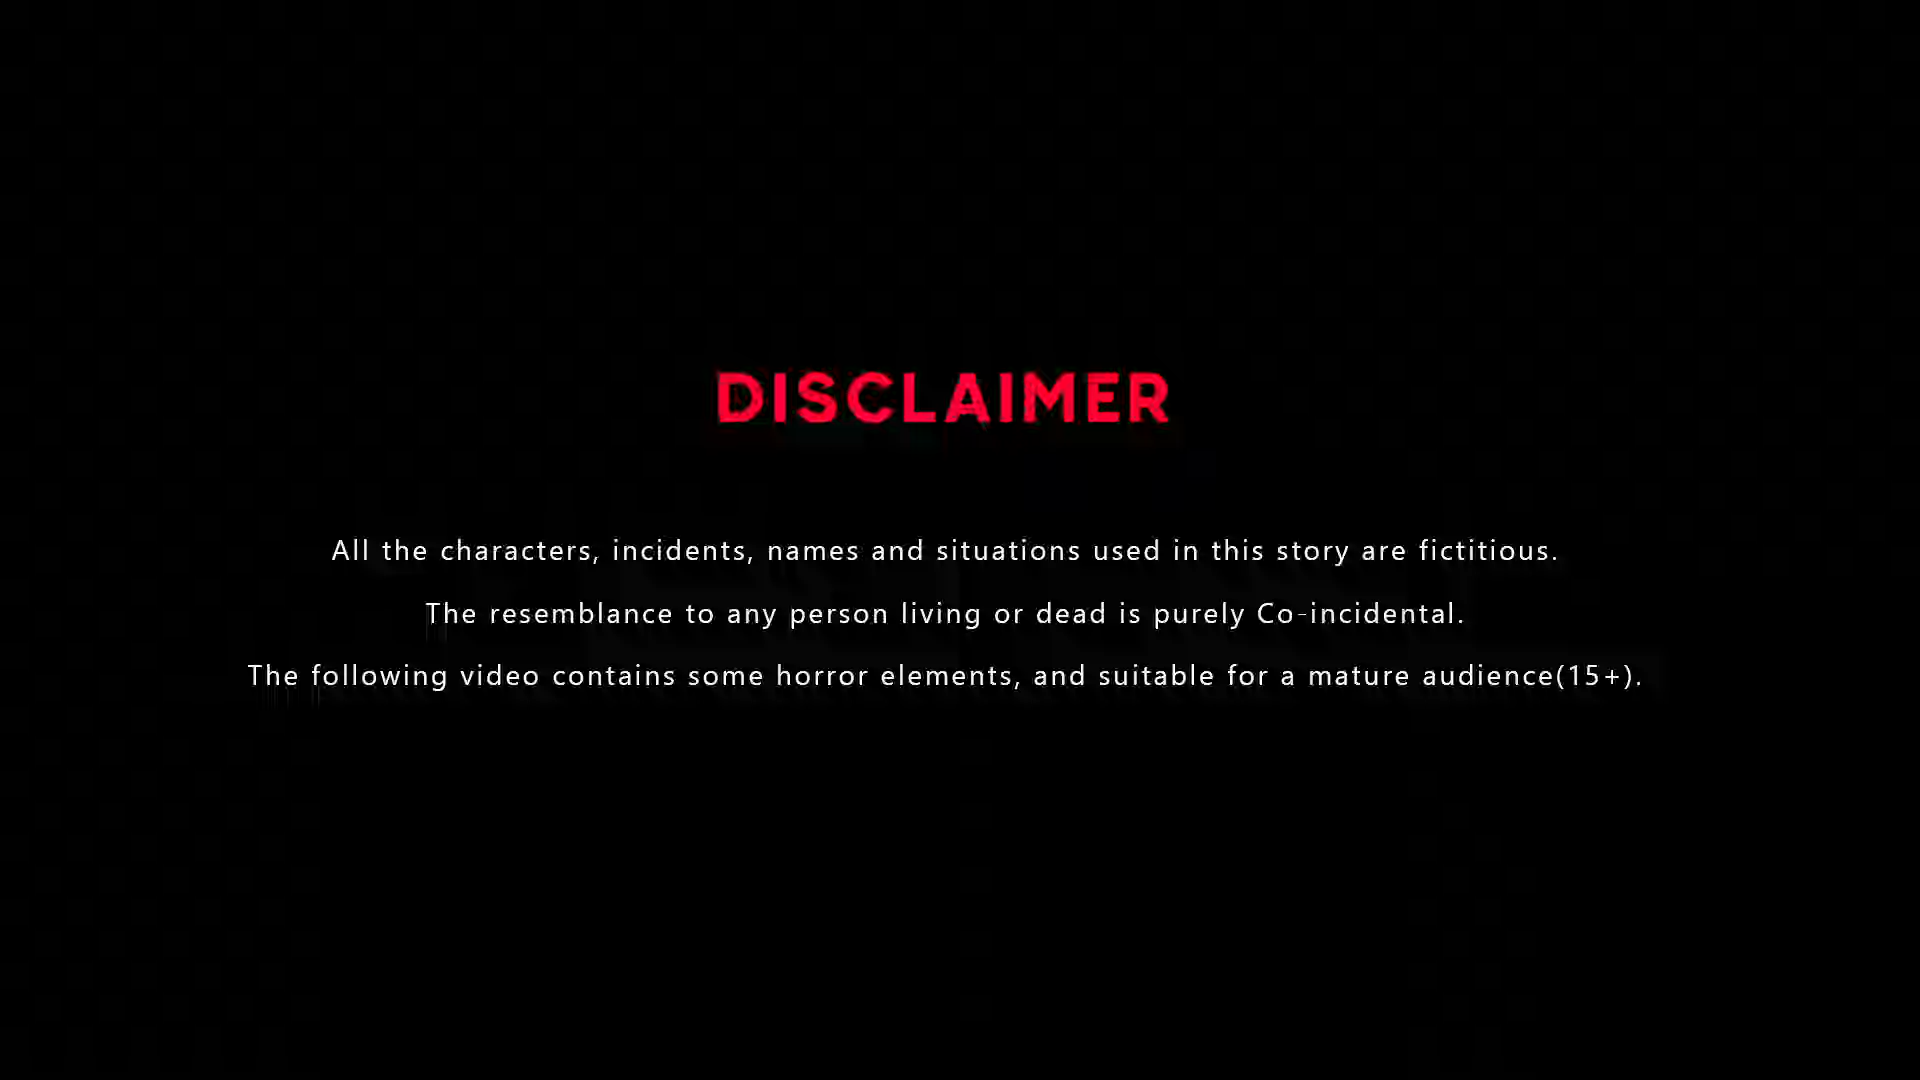 DISCLAIMER
All the characters, incidents, names and situations used in this story are fictitious.
The resemblance to any person living or dead is purely Co-incidental.
The following video contains some horror elements, and suitable for a mature audience(15+).